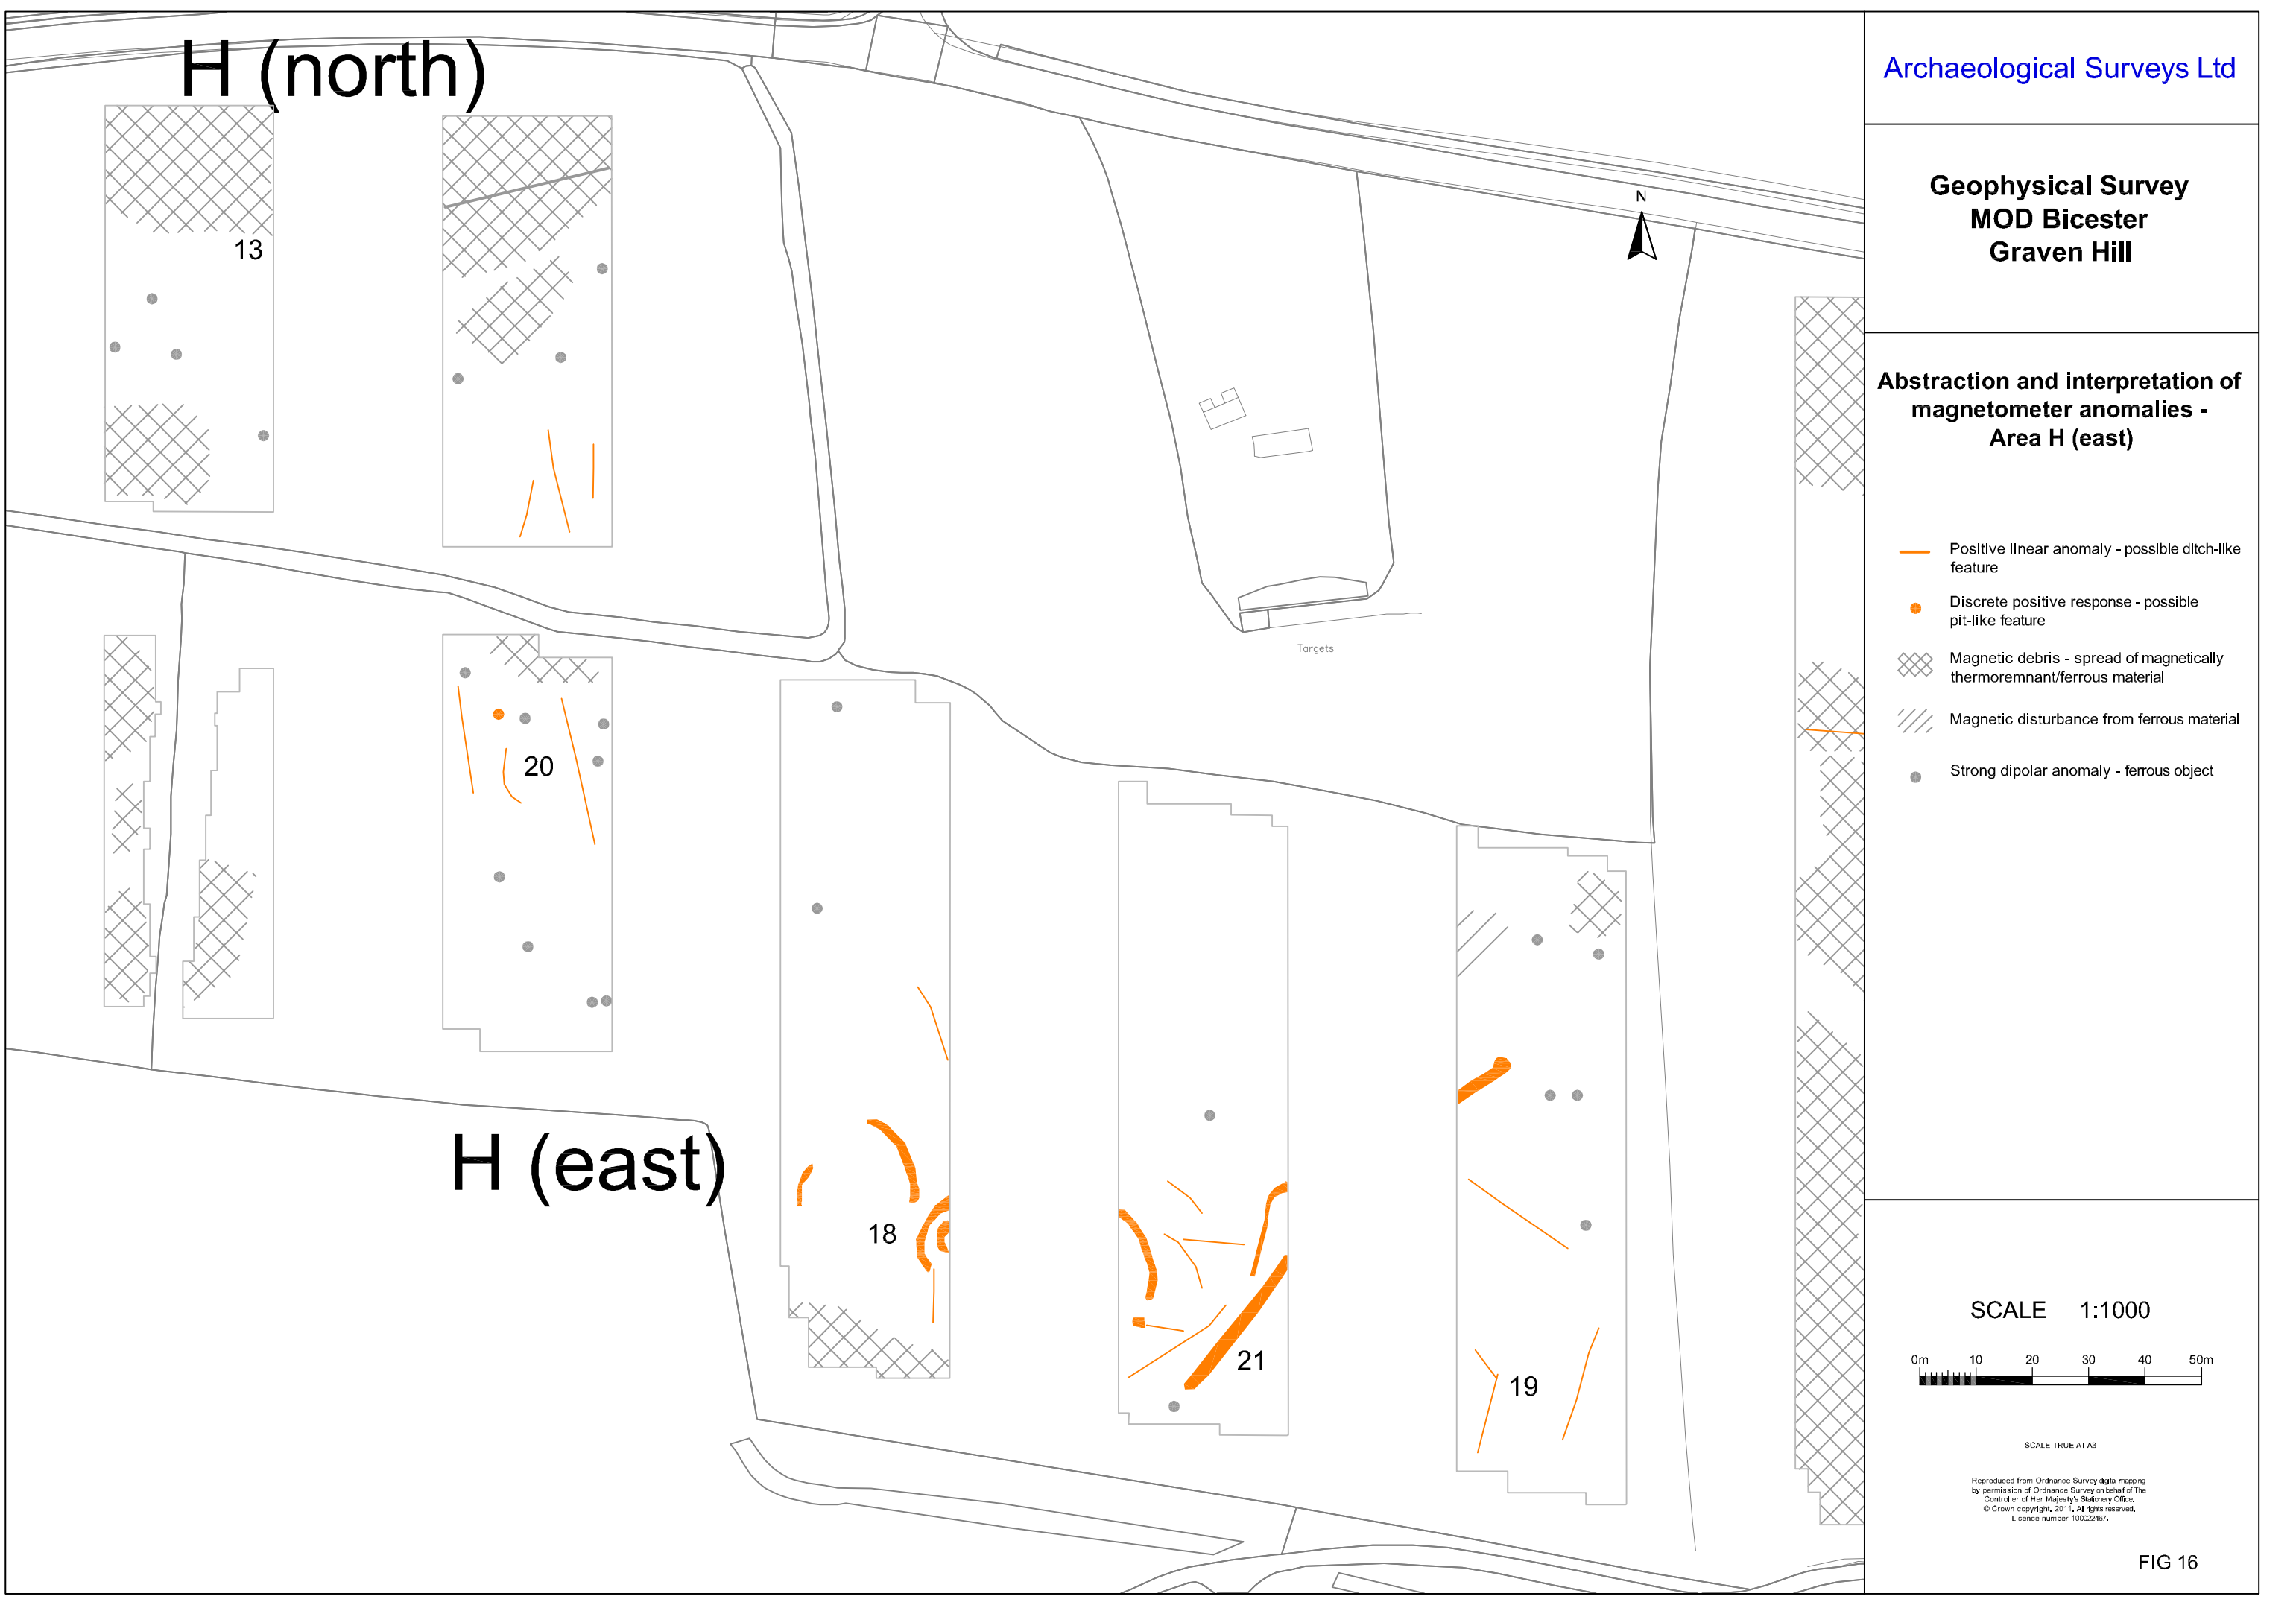 H (north)
13
20
H (east)
18
21
19
N
Targets
Archaeological Surveys Ltd
Geophysical Survey
MOD Bicester
Graven Hill
Abstraction and interpretation of
magnetometer anomalies -
Area H (east)
Positive linear anomaly - possible ditch-like
feature
Discrete positive response - possible
pit-like feature
Magnetic debris - spread of magnetically
thermoremnant/ferrous material
Magnetic disturbance from ferrous material
Strong dipolar anomaly - ferrous object
SCALE 1:1000
0m 10 20 30 40 50m
SCALE TRUE AT A3
Reproduced from Ordnance Survey digital mapping
by permission of Ordnance Survey on behalf of The
Controller of Her Majesty's Stationery Office.
© Crown copyright. 2011. All rights reserved.
Licence number 100022487.
FIG 16